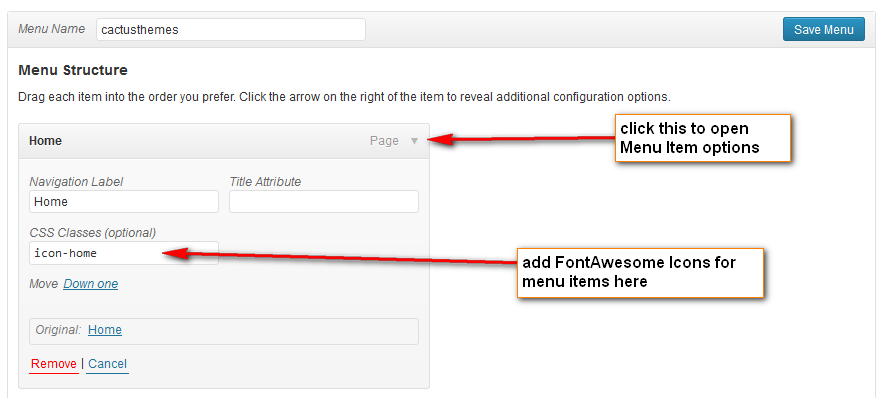 Menu Name cactusthemes Save Menu
Menu Structure
Drag each item into the order you prefer. Click the arrow on the right of the item to reveal additional configuration options.
click this to open
Menu Item options
Home Page
Navigation Label Title Attribute
Home
CSS Classes (optional)
icon-home
add FontAwesome Icons for
menu items here
Move Down one
Original: Home
Remove | Cancel